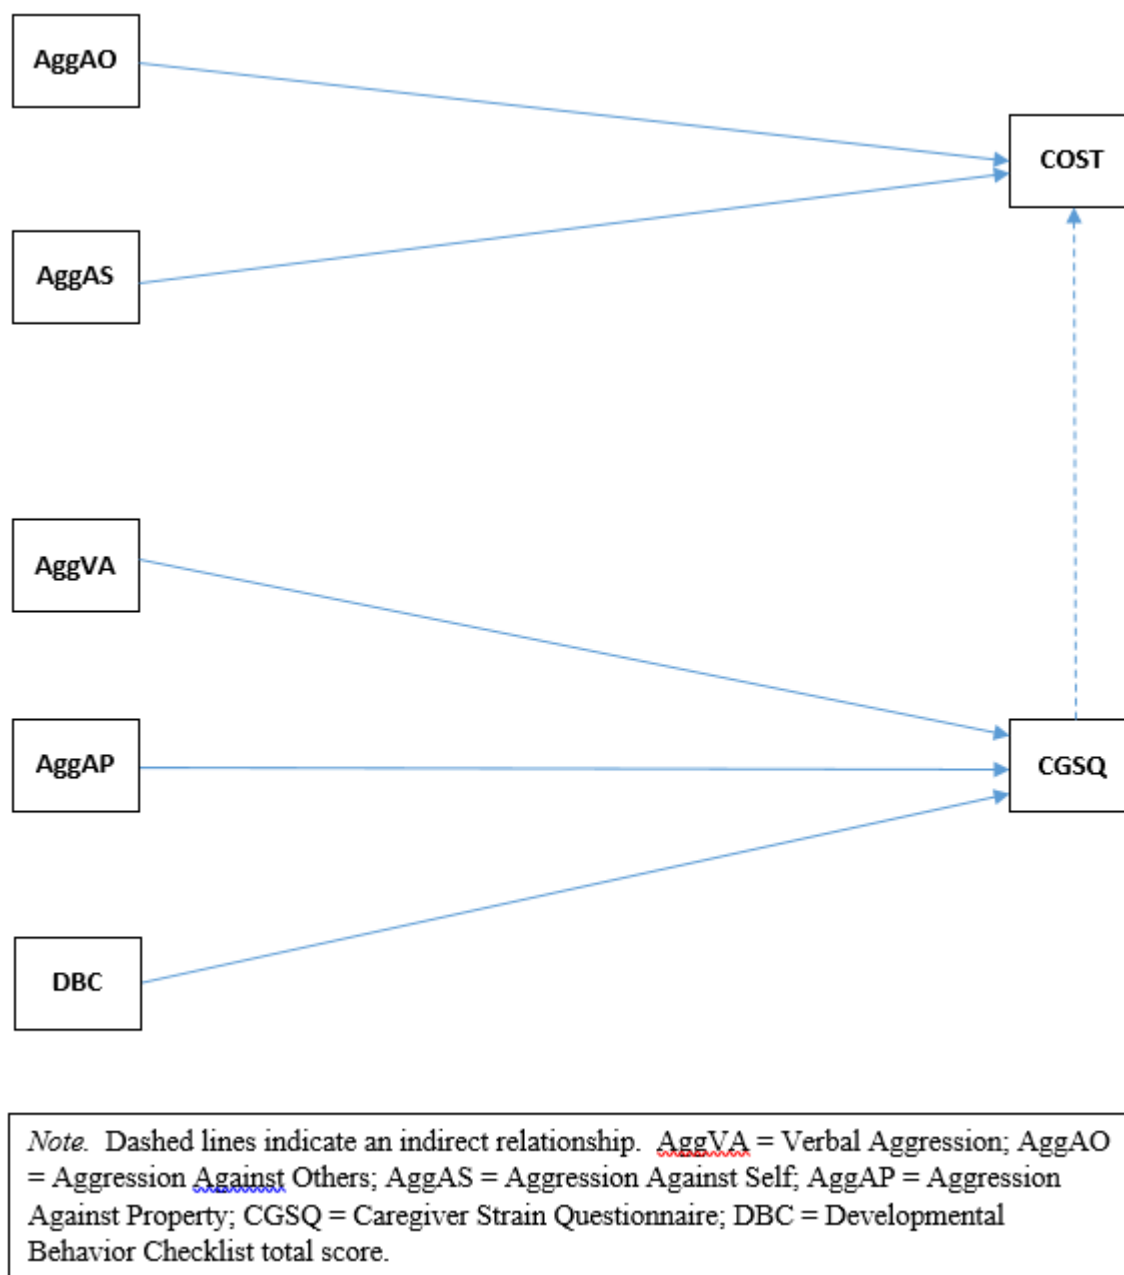 AggAO
COST
AggAS
AggVA
AggAP
CGSQ
DBC
Note.  Dashed lines indicate an indirect relationship.  AggVA = Verbal Aggression; AggAO
= Aggression Against Others; AggAS = Aggression Against Self; AggAP = Aggression
Against Property; CGSQ = Caregiver Strain Questionnaire; DBC = Developmental
Behavior Checklist total score.